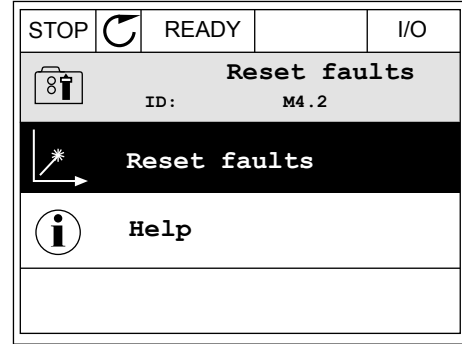 STOP READY I/O
Reset faults
ID: M4.2
Reset faults
Help